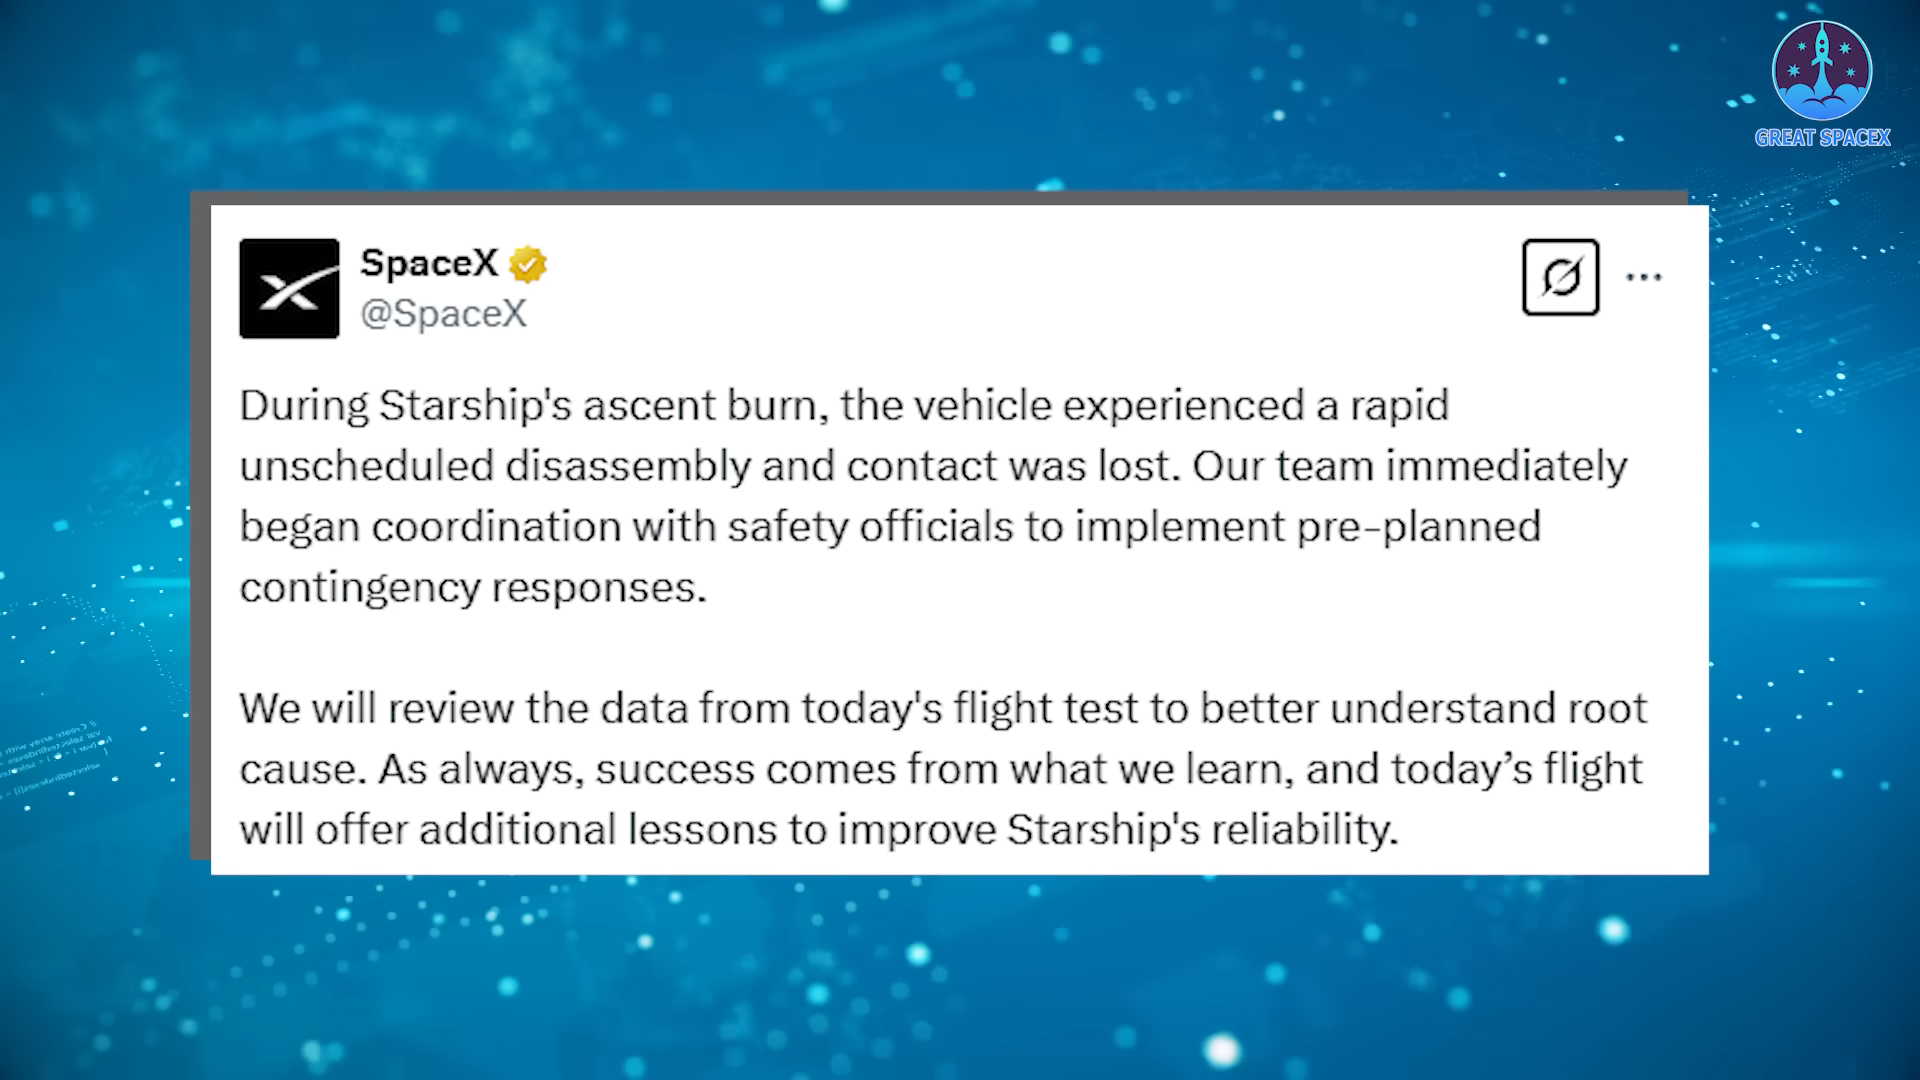 GREAT SPACEX
SpaceX
@SpaceX
During Starship's ascent burn, the vehicle experienced a rapid
unscheduled disassembly and contact was lost. Our team immediately
began coordination with safety officials to implement pre-planned
contingency responses.
We will review the data from today's flight test to better understand root
cause. As always, success comes from what we learn, and today’s flight
will offer additional lessons to improve Starship's reliability.